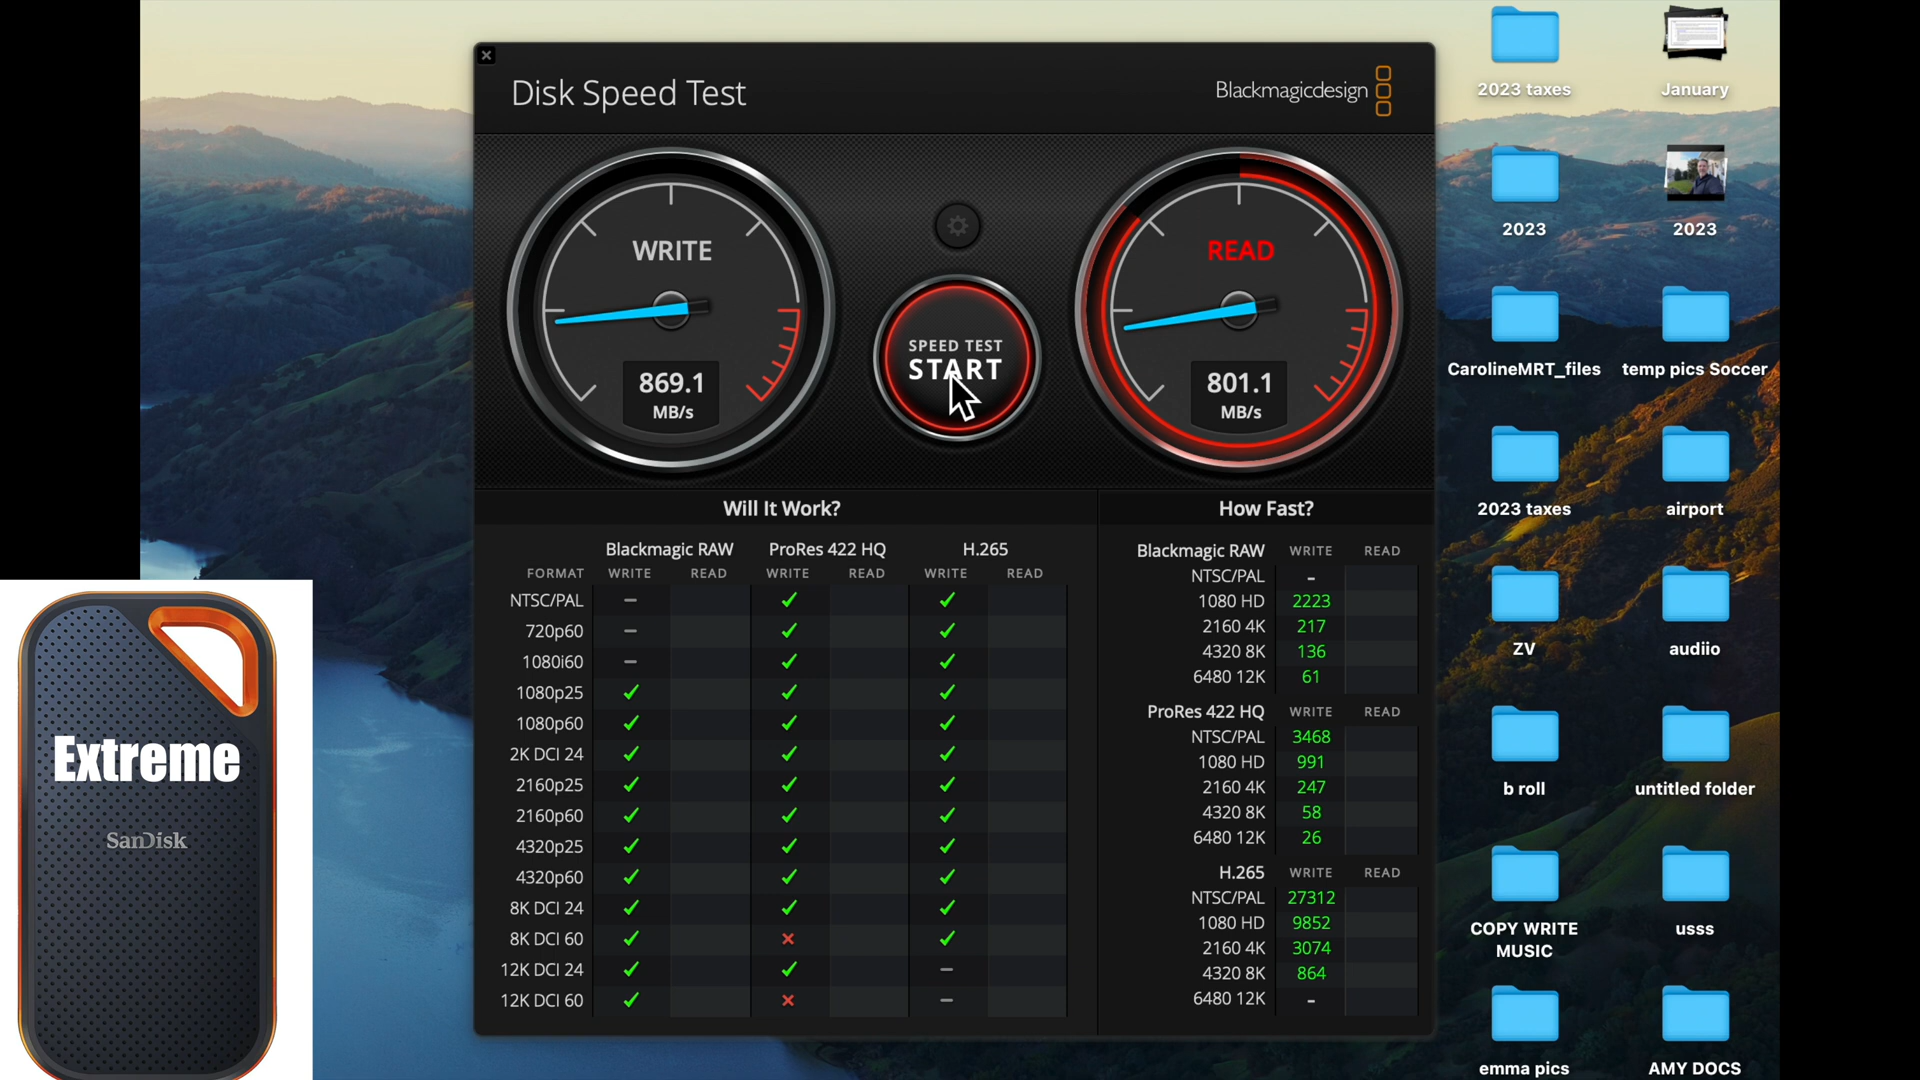 Disk Speed Test
Blackmagicdesign
WRITE
869.1
MB/s
SPEED TEST
START
READ
801.1
MB/s
Will It Work?
Blackmagic RAW ProRes 422 HQ H.265
FORMAT WRITE READ WRITE READ WRITE READ
NTSC/PAL – ✓ ✓
720p60 – ✓ ✓
1080i60 – ✓ ✓
1080p25 ✓ ✓ ✓
1080p60 ✓ ✓ ✓
2K DCI 24 ✓ ✓ ✓
2160p25 ✓ ✓ ✓
2160p60 ✓ ✓ ✓
4320p25 ✓ ✓ ✓
4320p60 ✓ ✓ ✓
8K DCI 24 ✓ ✓ ✓
8K DCI 60 ✓ × ✓
12K DCI 24 ✓ ✓ –
12K DCI 60 ✓ × –
How Fast?
Blackmagic RAW WRITE READ
NTSC/PAL -
1080 HD 2223
2160 4K 217
4320 8K 136
6480 12K 61
ProRes 422 HQ WRITE READ
NTSC/PAL 3468
1080 HD 991
2160 4K 247
4320 8K 58
6480 12K 26
H.265 WRITE READ
NTSC/PAL 27312
1080 HD 9852
2160 4K 3074
4320 8K 864
6480 12K -
2023 taxes
January
2023
2023
CarolineMRT_files
temp pics Soccer
2023 taxes
airport
ZV
audiio
b roll
untitled folder
COPY WRITE
MUSIC
usss
emma pics
AMY DOCS
Extreme
SanDisk